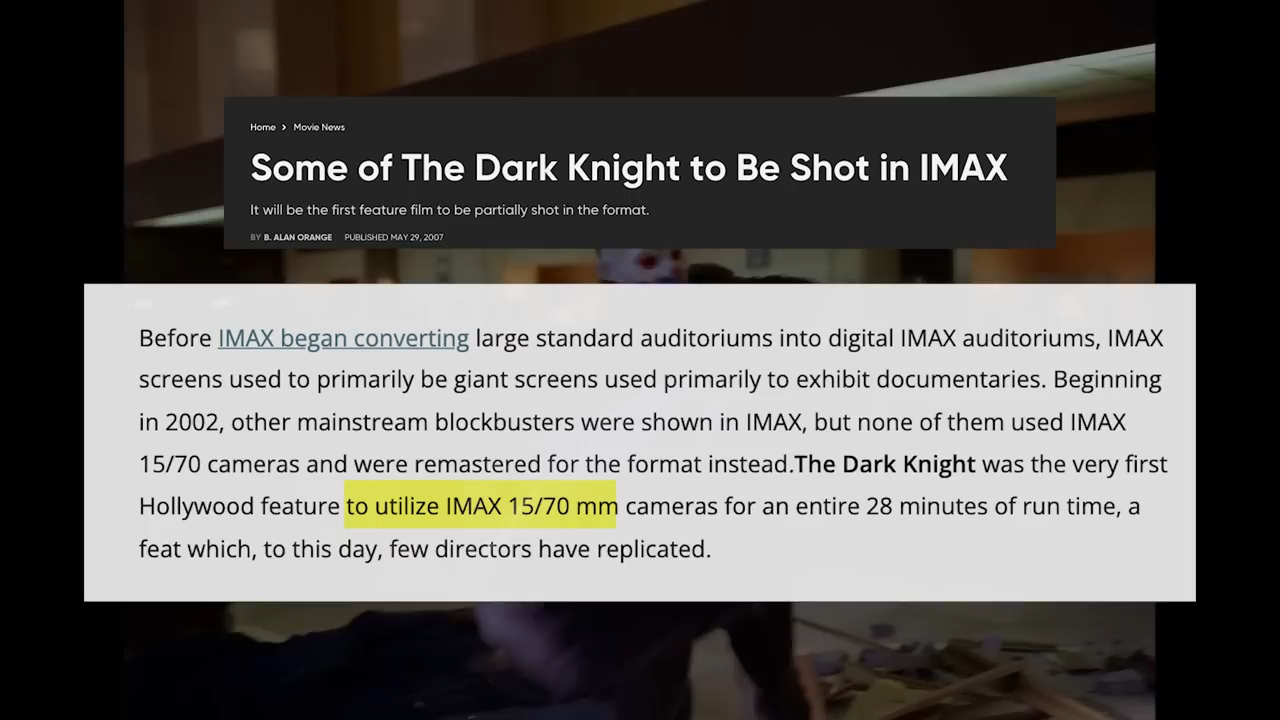 Home > Movie News
Some of The Dark Knight to Be Shot in IMAX
It will be the first feature film to be partially shot in the format.
BY B. ALAN ORANGE PUBLISHED MAY 29, 2007
Before IMAX began converting large standard auditoriums into digital IMAX auditoriums, IMAX
screens used to primarily be giant screens used primarily to exhibit documentaries. Beginning
in 2002, other mainstream blockbusters were shown in IMAX, but none of them used IMAX
15/70 cameras and were remastered for the format instead.The Dark Knight was the very first
Hollywood feature to utilize IMAX 15/70 mm cameras for an entire 28 minutes of run time, a
feat which, to this day, few directors have replicated.